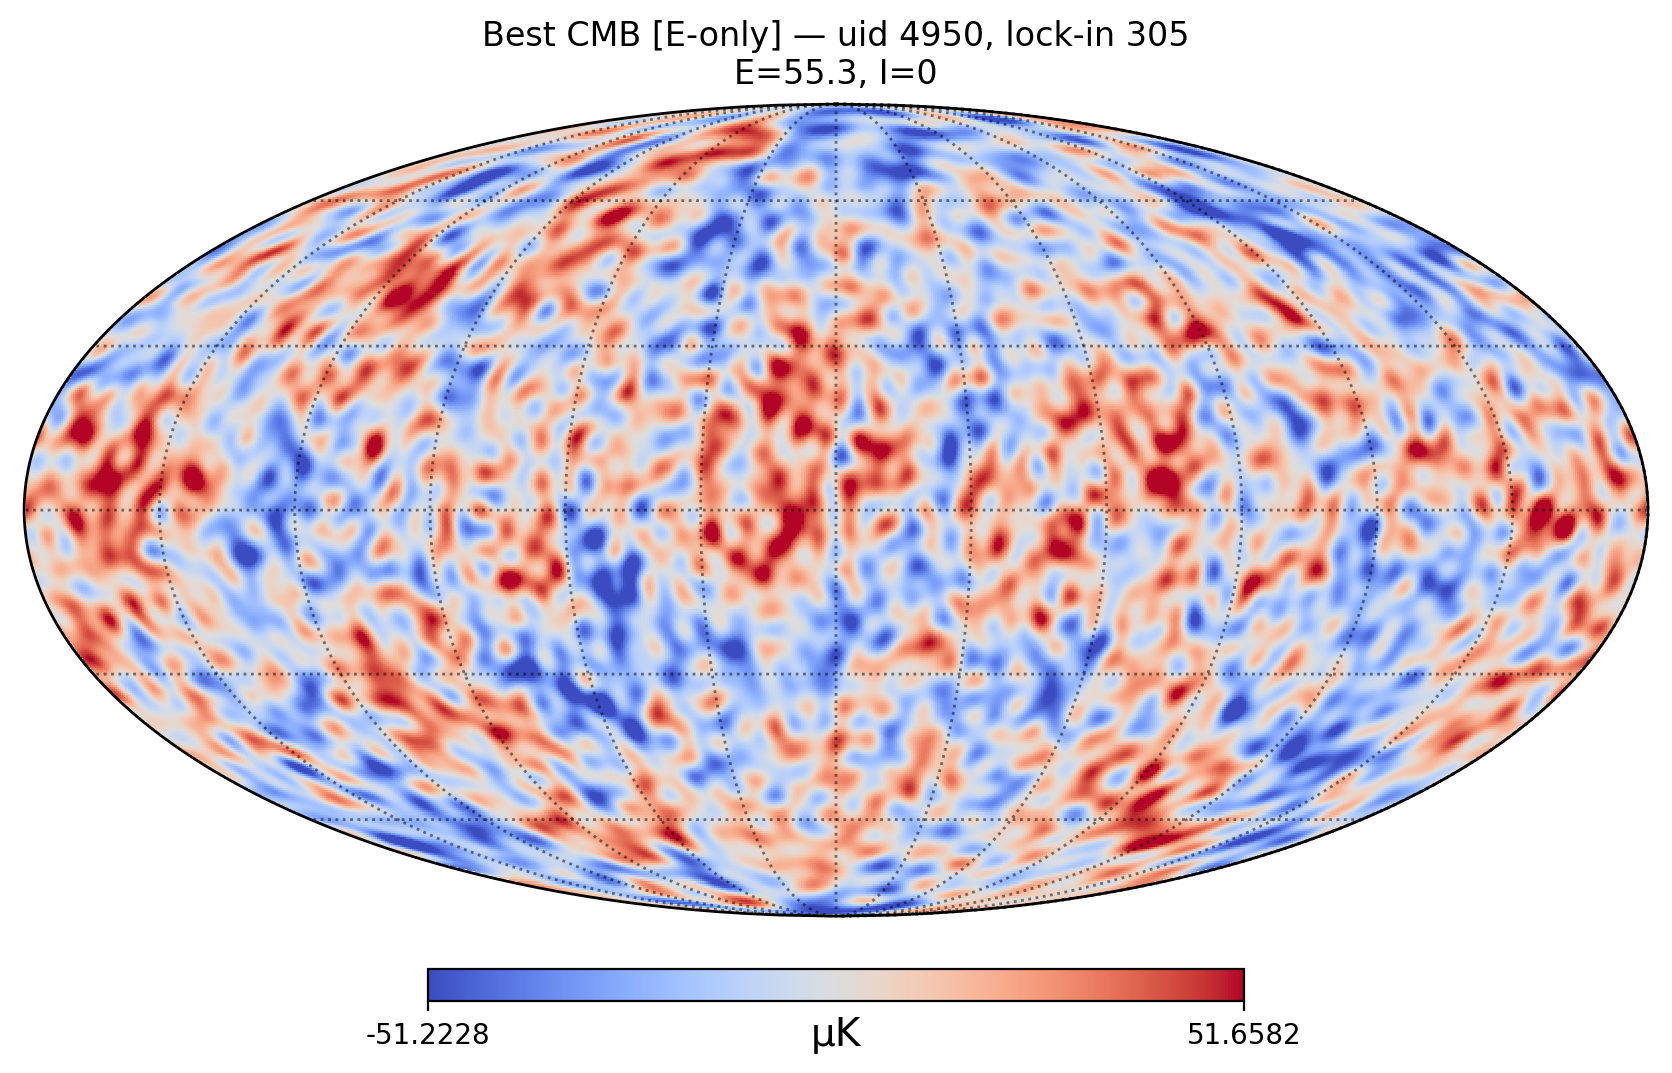 Best CMB [E-only] — uid 4950, lock-in 305
E=55.3, I=0
-51.2228
μK
51.6582